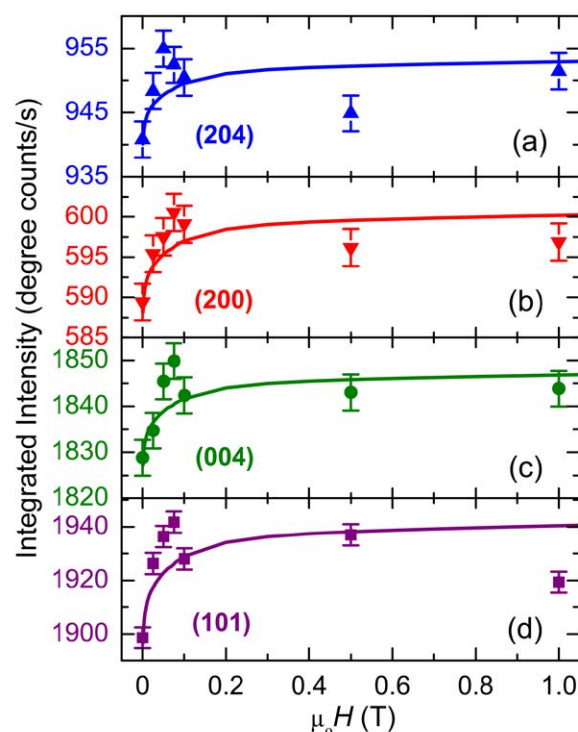 Integrated Intensity (degree counts/s)
955
945
935
(204)
(a)
600
595
590
585
(200)
(b)
1850
1840
1830
1820
(004)
(c)
1940
1920
1900
(101)
(d)
0 0.2 0.4 0.6 0.8 1.0
μₒH (T)